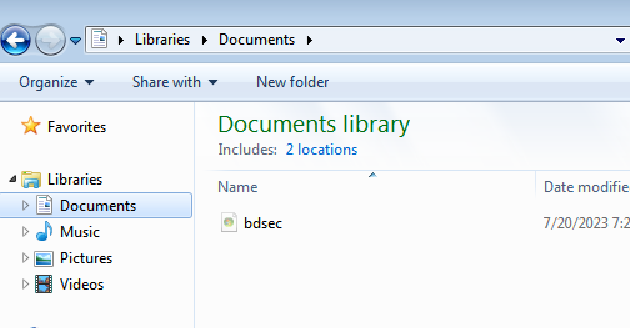 Libraries Documents
Organize Share with New folder
Favorites
Documents library
Includes: 2 locations
Libraries
Documents
Music
Pictures
Videos
Name Date modifie
bdsec 7/20/2023 7:2